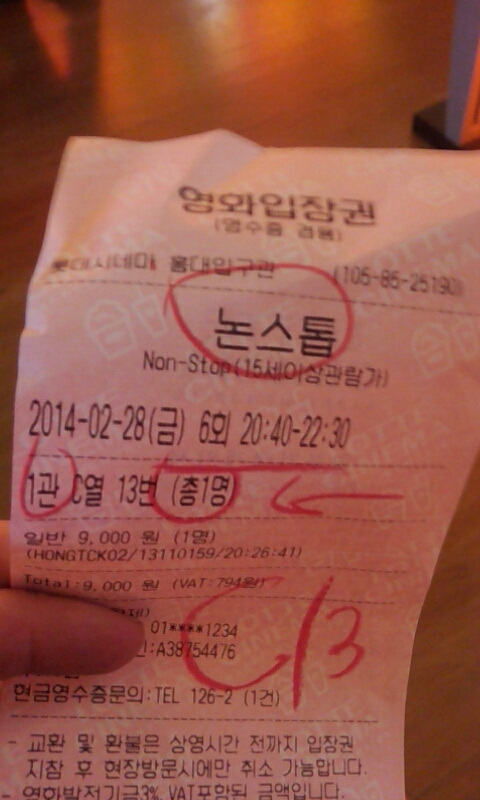 영화입장권
(영수증 겸용)
롯데시네마 홍대입구관 (105-85-25190)
논스톱
Non-Stop(15세이상관람가)
2014-02-28(금) 6회 20:40-22:30
1관 C열 13번 (총1명)
일반 9,000 원 (1명)
(HONGTCK02/13110159/20:26:41)
Total:9,000 원 (VAT:794원)
01****1234
:A38754476
C13
현금영수증문의:TEL 126-2 (1건)
- 교환 및 환불은 상영시간 전까지 입장권
지참 후 현장방문시에만 취소 가능합니다.
- 영화발전기금3%,VAT포함된 금액입니다.